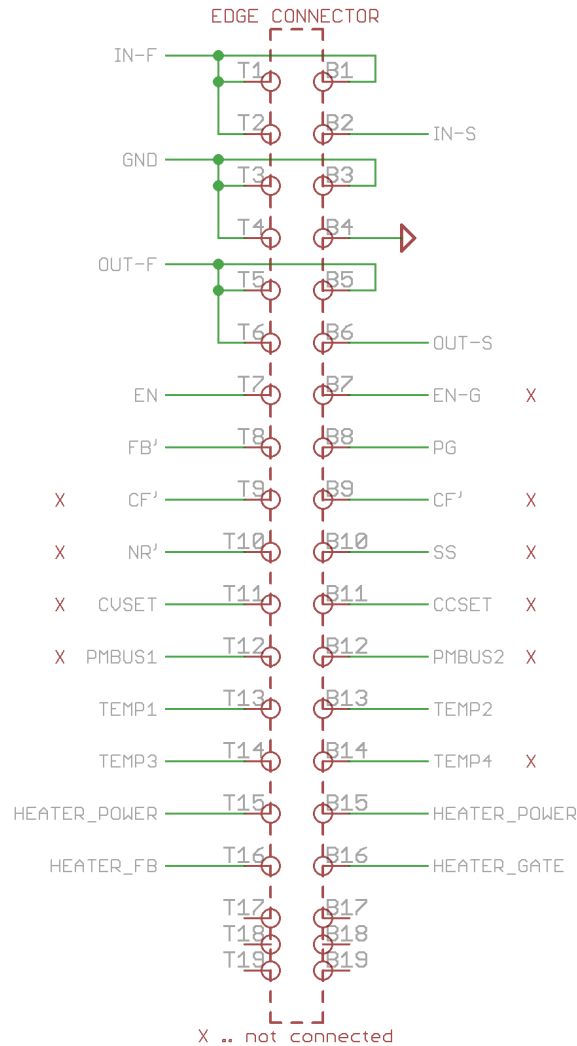 EDGE CONNECTOR
IN-F T1 B1
T2 B2 IN-S
GND T3 B3
T4 B4
OUT-F T5 B5
T6 B6 OUT-S
EN T7 B7 EN-G X
FB' T8 B8 PG
X CF' T9 B9 CF' X
X NR' T10 B10 SS X
X CVSET T11 B11 CCSET X
X PMBUS1 T12 B12 PMBUS2 X
TEMP1 T13 B13 TEMP2
TEMP3 T14 B14 TEMP4 X
HEATER_POWER T15 B15 HEATER_POWER
HEATER_FB T16 B16 HEATER_GATE
T17 B17
T18 B18
T19 B19
X .. not connected